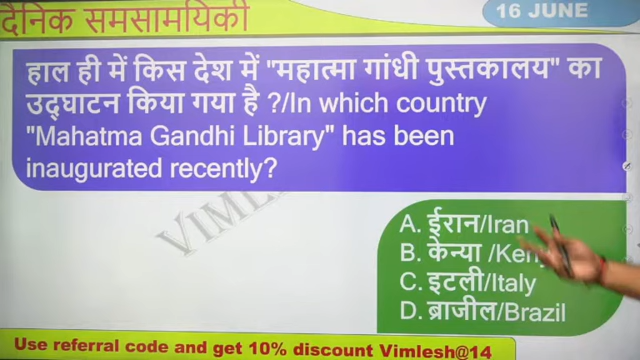 दैनिक समसामयिकी
16 JUNE
हाल ही में किस देश में "महात्मा गांधी पुस्तकालय" का
उद्घाटन किया गया है ?/In which country
"Mahatma Gandhi Library" has been
inaugurated recently?
A. ईरान/Iran
B. केन्या /Keny
C. इटली/Italy
D. ब्राजील/Brazil
Use referral code and get 10% discount Vimlesh@14